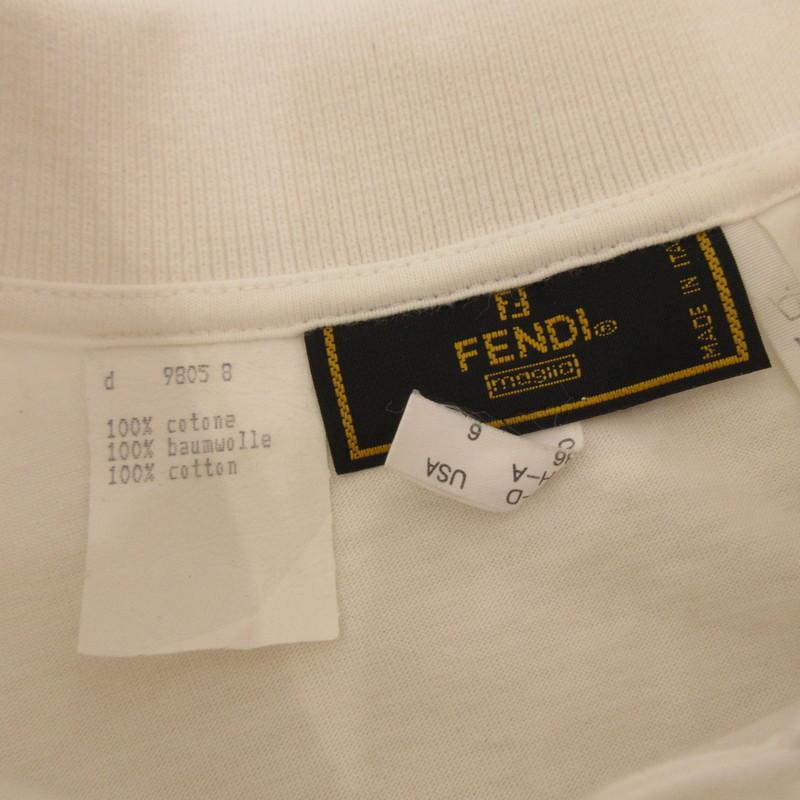 d 9805 8
100% cotone
100% baumwolle
100% cotton
FENDI®
maglia
MADE IN ITA
6
USA
D
H-A